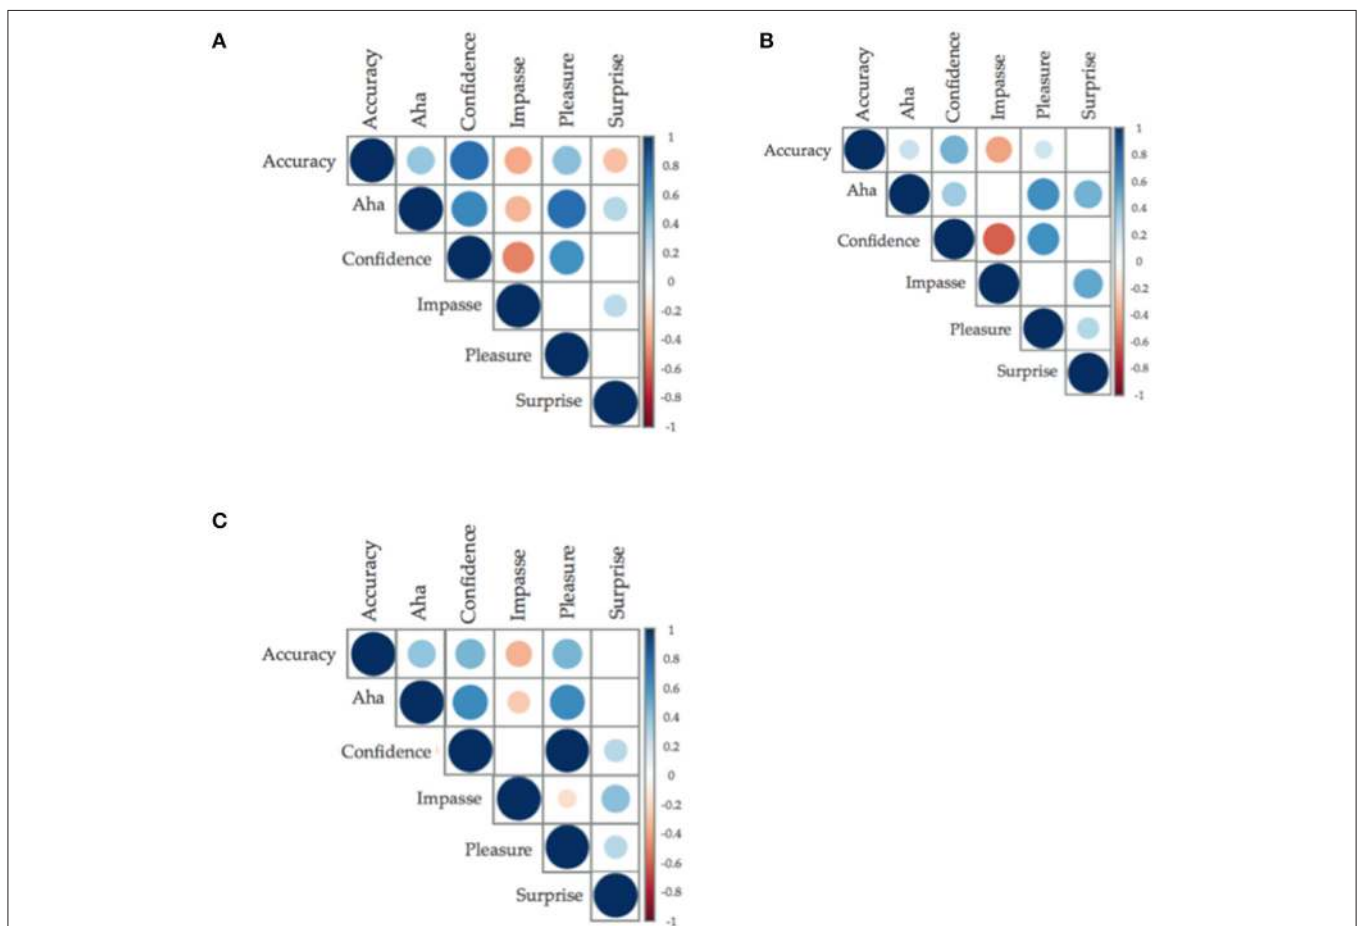 A
Accuracy
Aha
Confidence
Impasse
Pleasure
Surprise
Accuracy
Aha
Confidence
Impasse
Pleasure
Surprise
1
0.8
0.6
0.4
0.2
0
-0.2
-0.4
-0.6
-0.8
-1
B
Accuracy
Aha
Confidence
Impasse
Pleasure
Surprise
Accuracy
Aha
Confidence
Impasse
Pleasure
Surprise
1
0.8
0.6
0.4
0.2
0
-0.2
-0.4
-0.6
-0.8
-1
C
Accuracy
Aha
Confidence
Impasse
Pleasure
Surprise
Accuracy
Aha
Confidence
Impasse
Pleasure
Surprise
1
0.8
0.6
0.4
0.2
0
-0.2
-0.4
-0.6
-0.8
-1